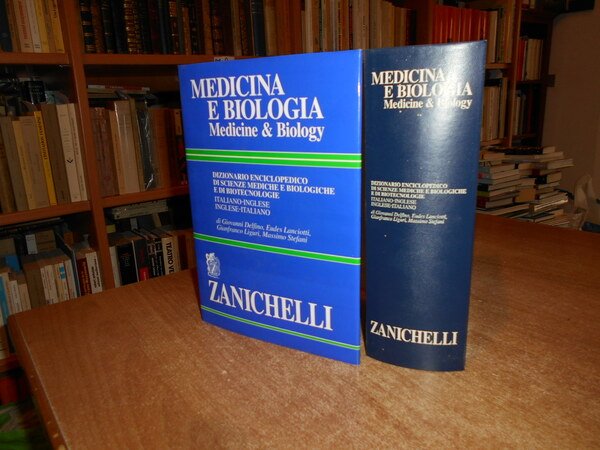 MEDICINA
E BIOLOGIA
Medicine & Biology
DIZIONARIO ENCICLOPEDICO
DI SCIENZE MEDICHE E BIOLOGICHE
E DI BIOTECNOLOGIE
ITALIANO-INGLESE
INGLESE-ITALIANO
di Giovanni Delfino, Eudes Lanciotti,
Gianfranco Liguri, Massimo Stefani
ZANICHELLI
MEDICINA
E BIOLOGIA
Medicine & Biology
DIZIONARIO ENCICLOPEDICO
DI SCIENZE MEDICHE E BIOLOGICHE
E DI BIOTECNOLOGIE
ITALIANO-INGLESE
INGLESE-ITALIANO
di Giovanni Delfino, Eudes Lanciotti,
Gianfranco Liguri, Massimo Stefani
ZANICHELLI